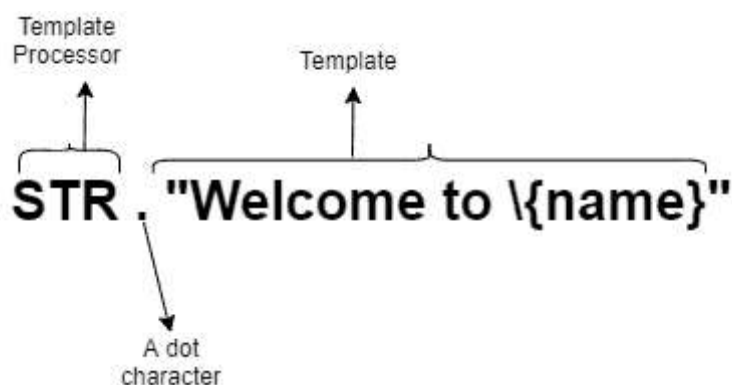 Template
Processor
Template
STR . "Welcome to \{name}"
A dot
character